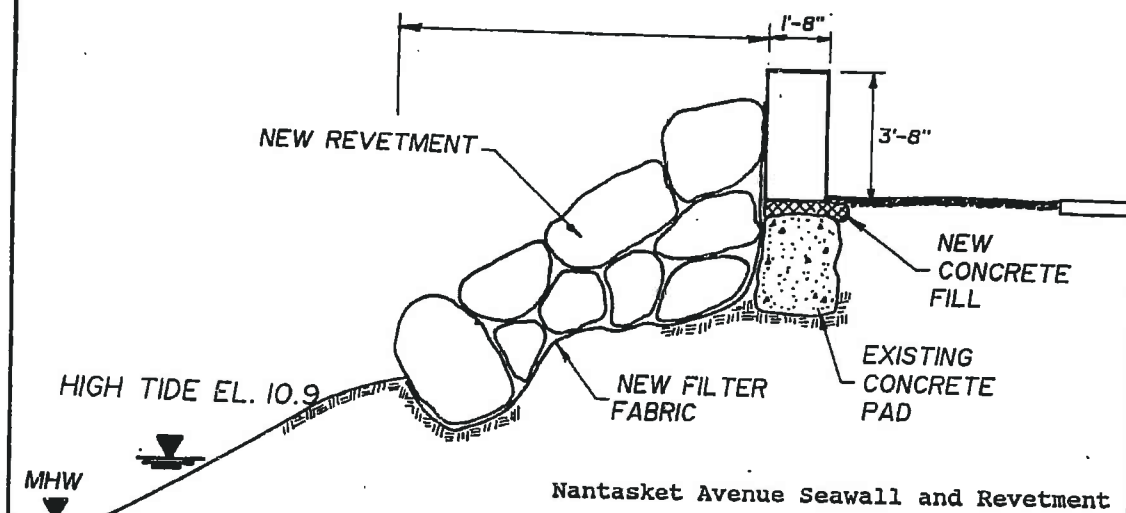 1'-8"
NEW REVETMENT
3'-8"
NEW
CONCRETE
FILL
HIGH TIDE EL. 10.9
NEW FILTER
FABRIC
EXISTING
CONCRETE
PAD
MHW
Nantasket Avenue Seawall and Revetment